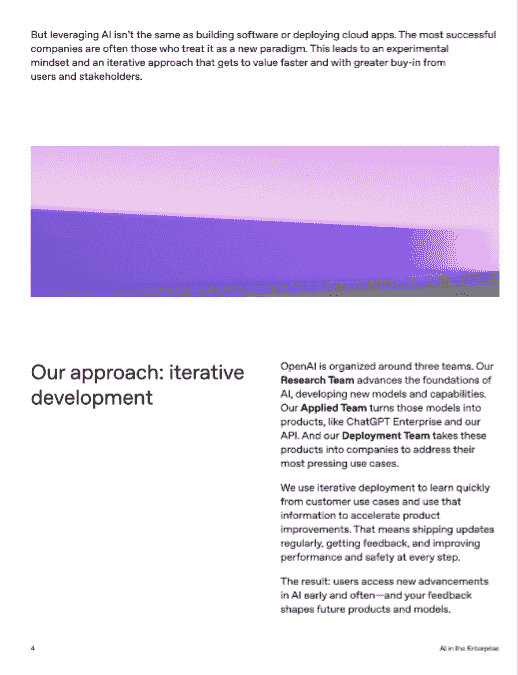 But leveraging AI isn't the same as building software or deploying cloud apps. The most successful
companies are often those who treat it as a new paradigm. This leads to an experimental
mindset and an iterative approach that gets to value faster and with greater buy-in from
users and stakeholders.
Our approach: iterative
development
OpenAI is organized around three teams. Our
Research Team advances the foundations of
AI, developing new models and capabilities.
Our Applied Team turns those models into
products, like ChatGPT Enterprise and our
API. And our Deployment Team takes these
products into companies to address their
most pressing use cases.
We use iterative deployment to learn quickly
from customer use cases and use that
information to accelerate product
improvements. That means shipping updates
regularly, getting feedback, and improving
performance and safety at every step.
The result: users access new advancements
in AI early and often—and your feedback
shapes future products and models.
4
AI in the Enterprise